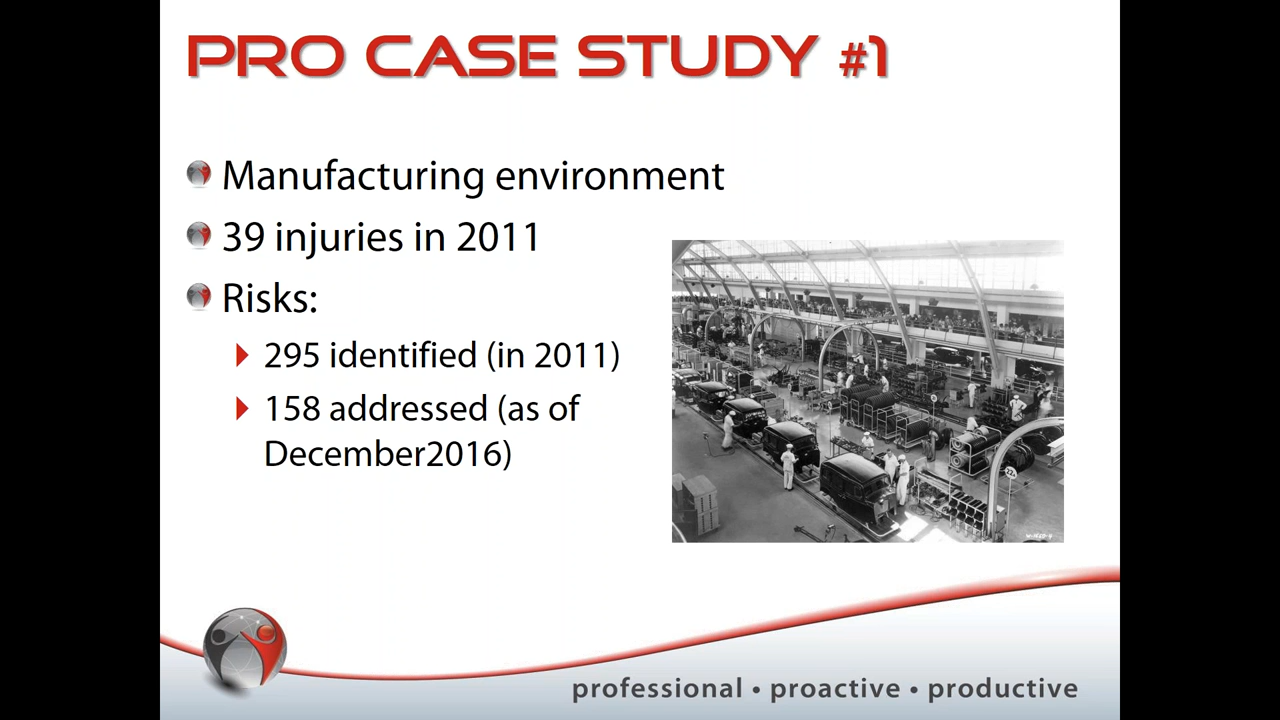 PRO CASE STUDY #1
Manufacturing environment
39 injuries in 2011
Risks:
295 identified (in 2011)
158 addressed (as of
December2016)
professional • proactive • productive